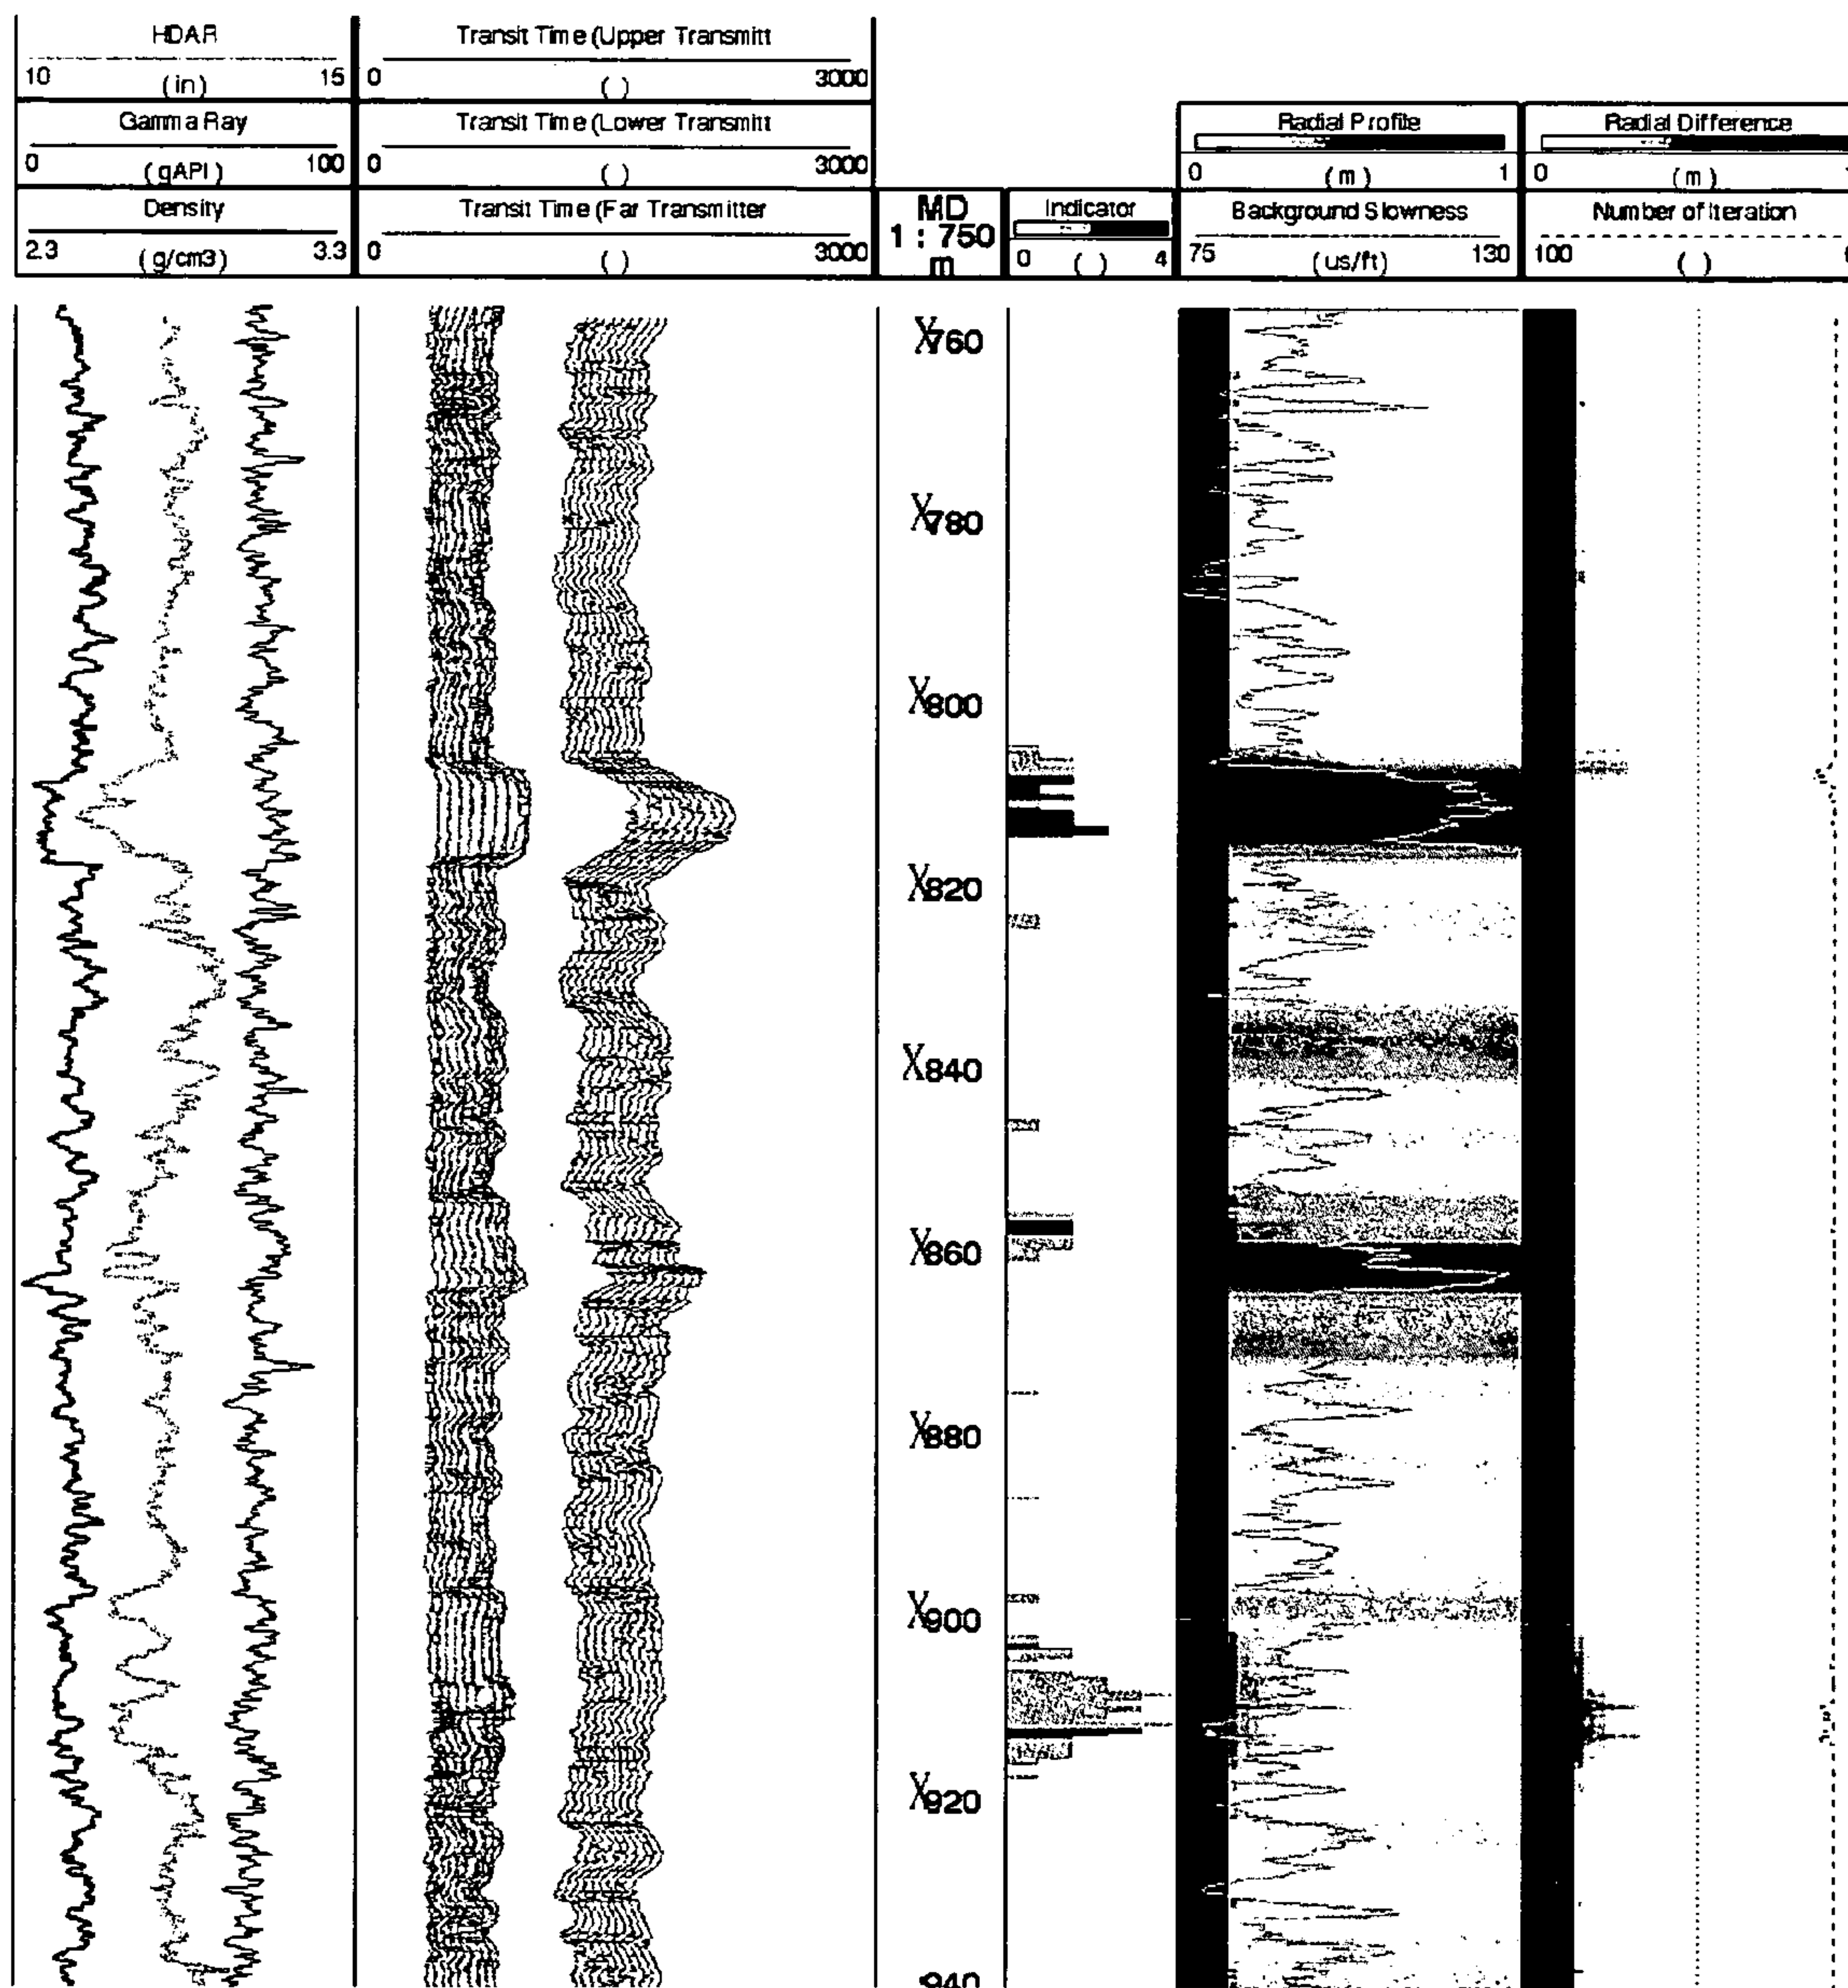 HDAR
10 (in) 15
Gamma Ray
0 (gAPI) 100
Density
2.3 (g/cm3) 3.3
Transit Time (Upper Transmitt
0 ( ) 3000
Transit Time (Lower Transmitt
0 ( ) 3000
Transit Time (Far Transmitter
0 ( ) 3000
MD
1 : 750
m
Indicator
0 ( ) 4
Radial Profile
0 (m) 1
Background Slowness
75 (us/ft) 130
Radial Difference
0 (m)
Number of Iteration
100 ( )
X760
X780
X800
X820
X840
X860
X880
X900
X920
940